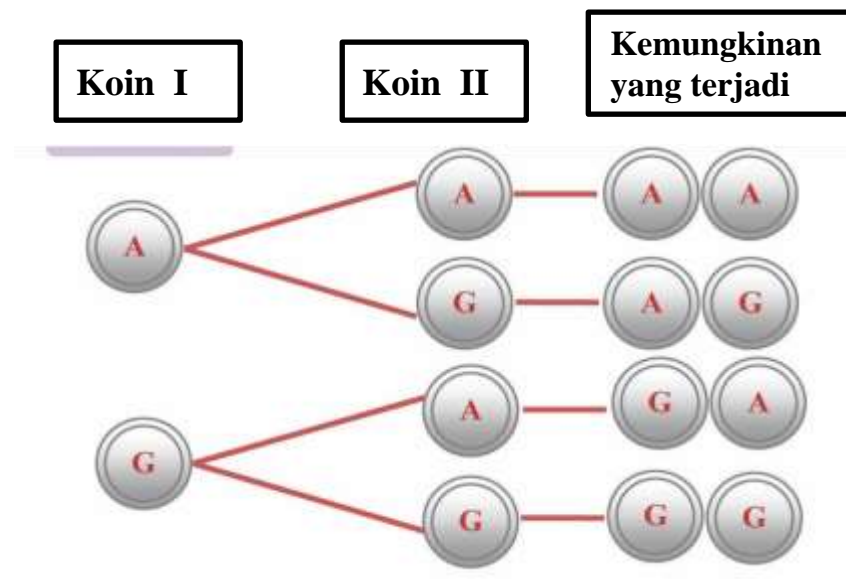 Koin I
Koin II
Kemungkinan
yang terjadi
A
A
A A
G
A G
G
A
G A
G
G G